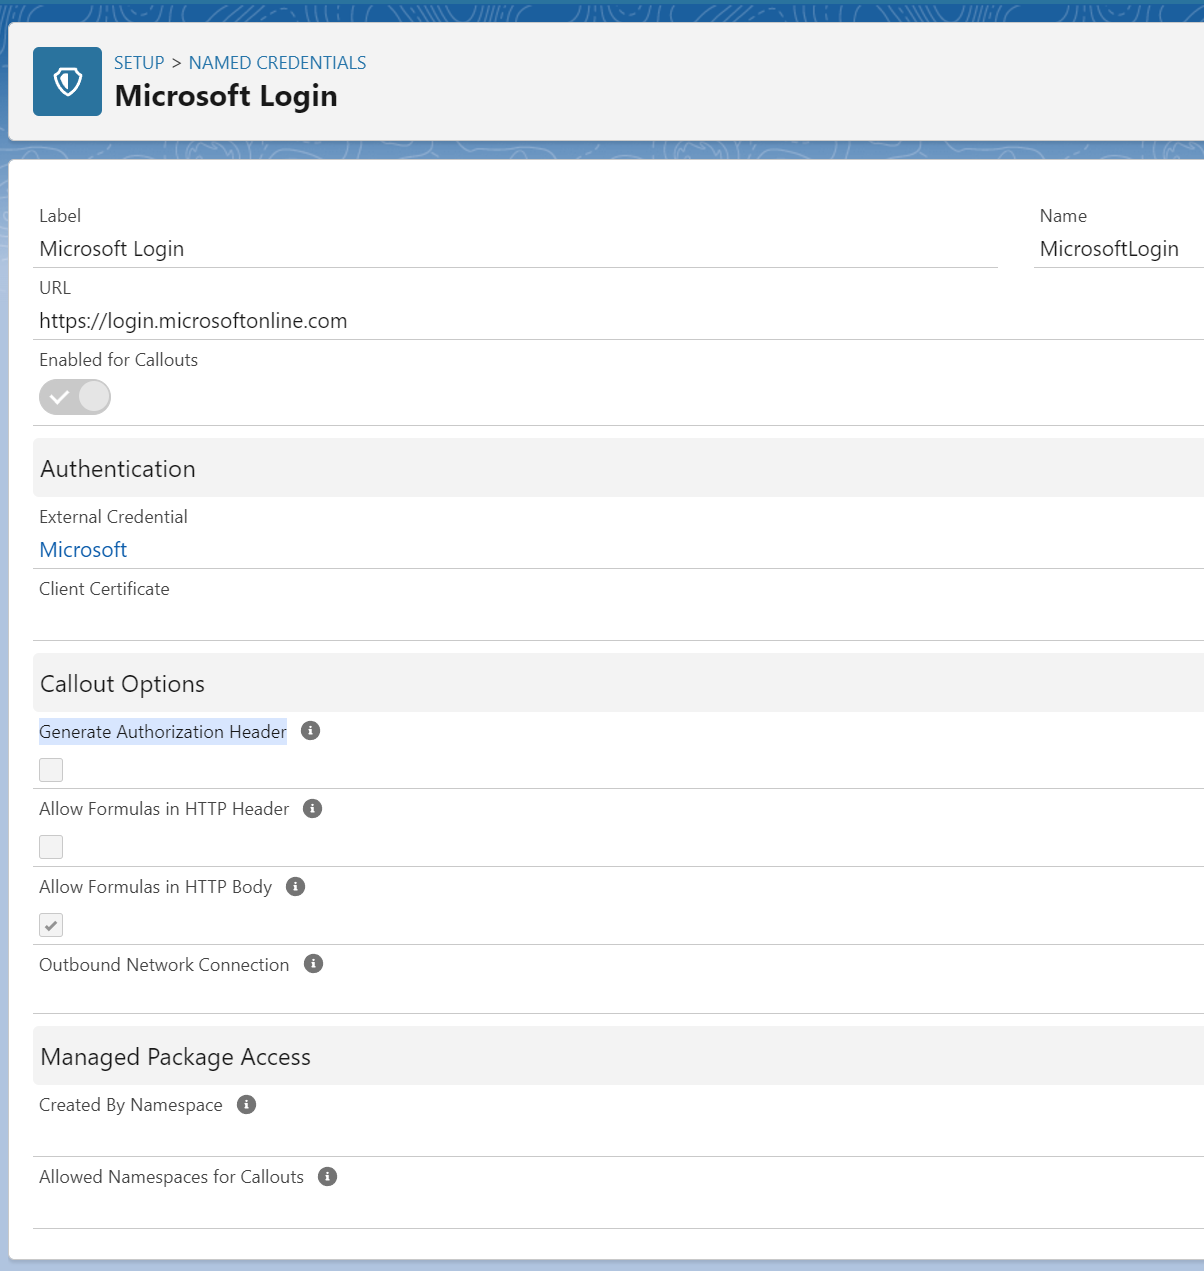 SETUP > NAMED CREDENTIALS
Microsoft Login
Label
Name
Microsoft Login
MicrosoftLogin
URL
https://login.microsoftonline.com
Enabled for Callouts
Authentication
External Credential
Microsoft
Client Certificate
Callout Options
Generate Authorization Header
Allow Formulas in HTTP Header
Allow Formulas in HTTP Body
Outbound Network Connection
Managed Package Access
Created By Namespace
Allowed Namespaces for Callouts